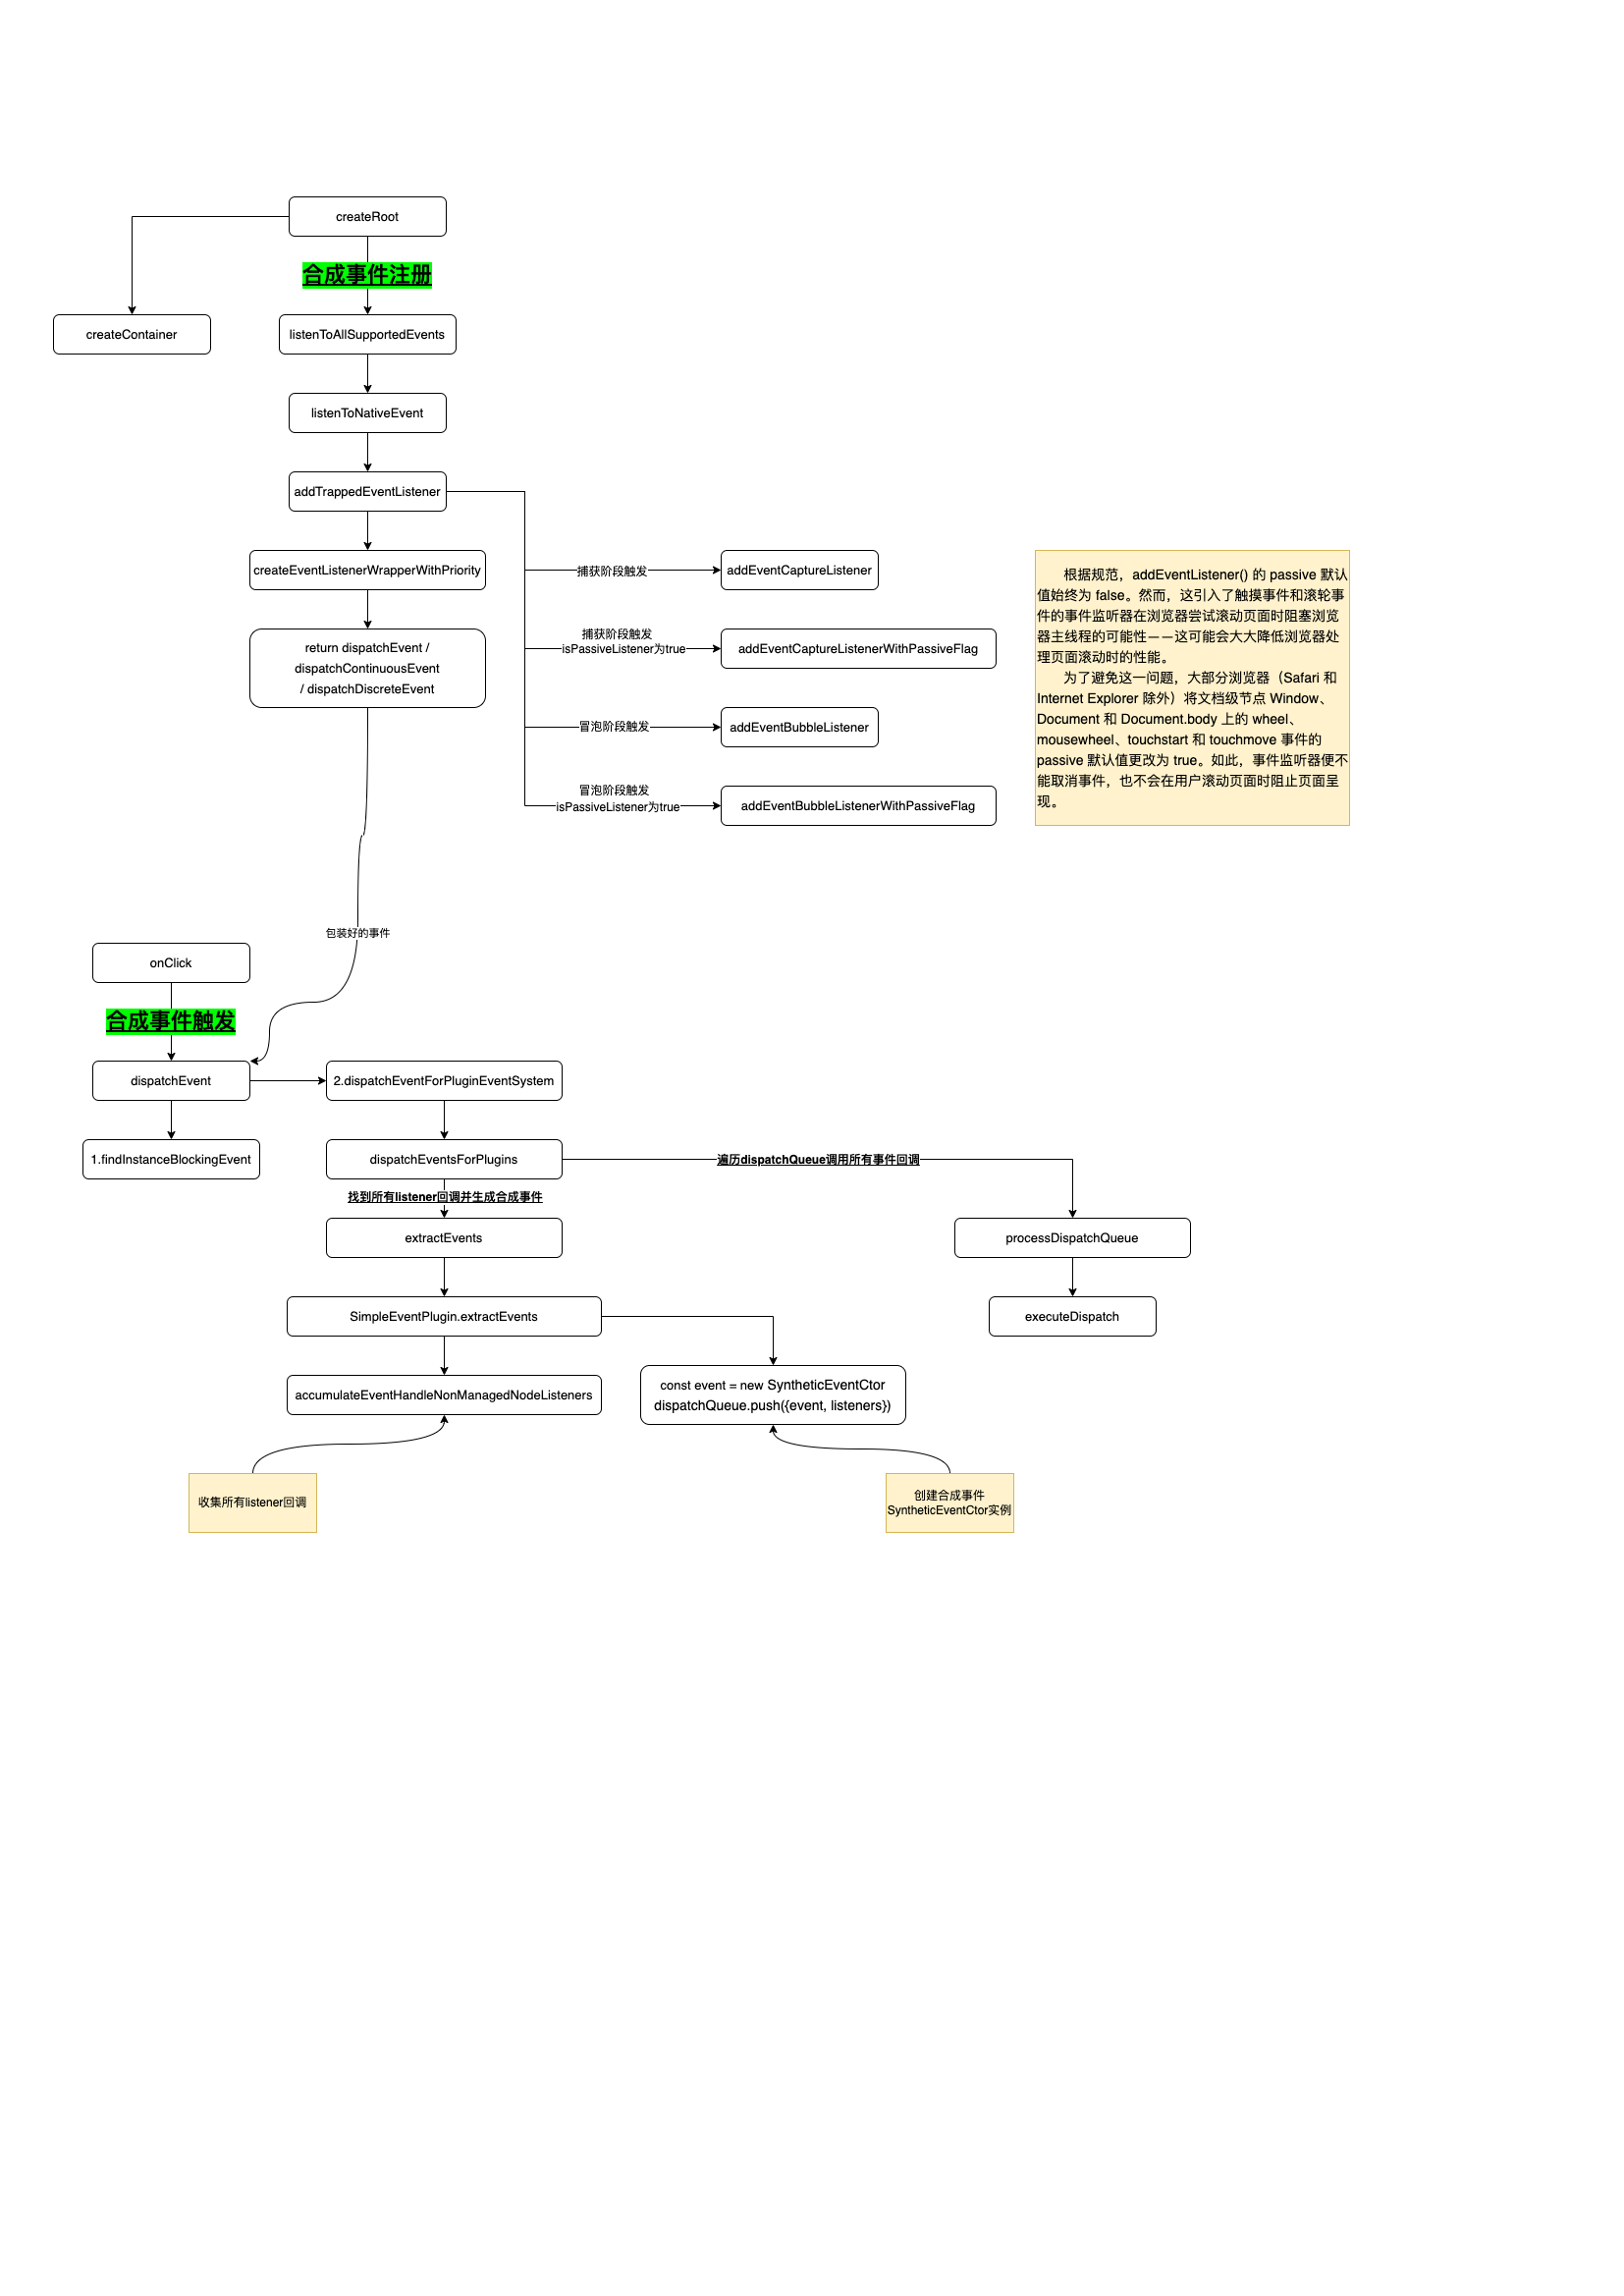 createRoot
合成事件注册
createContainer
listenToAllSupportedEvents
listenToNativeEvent
addTrappedEventListener
createEventListenerWrapperWithPriority
return dispatchEvent /
dispatchContinuousEvent
/ dispatchDiscreteEvent
捕获阶段触发
addEventCaptureListener
捕获阶段触发
isPassiveListener为true
addEventCaptureListenerWithPassiveFlag
冒泡阶段触发
addEventBubbleListener
冒泡阶段触发
isPassiveListener为true
addEventBubbleListenerWithPassiveFlag
根据规范，addEventListener() 的 passive 默认
值始终为 false。然而，这引入了触摸事件和滚轮事
件的事件监听器在浏览器尝试滚动页面时阻塞浏览
器主线程的可能性——这可能会大大降低浏览器处
理页面滚动时的性能。
为了避免这一问题，大部分浏览器（Safari 和
Internet Explorer 除外）将文档级节点 Window、
Document 和 Document.body 上的 wheel、
mousewheel、touchstart 和 touchmove 事件的
passive 默认值更改为 true。如此，事件监听器便不
能取消事件，也不会在用户滚动页面时阻止页面呈
现。
包装好的事件
onClick
合成事件触发
dispatchEvent
2.dispatchEventForPluginEventSystem
1.findInstanceBlockingEvent
dispatchEventsForPlugins
遍历dispatchQueue调用所有事件回调
找到所有listener回调并生成合成事件
extractEvents
processDispatchQueue
SimpleEventPlugin.extractEvents
executeDispatch
accumulateEventHandleNonManagedNodeListeners
const event = new SyntheticEventCtor
dispatchQueue.push({event, listeners})
收集所有listener回调
创建合成事件
SyntheticEventCtor实例